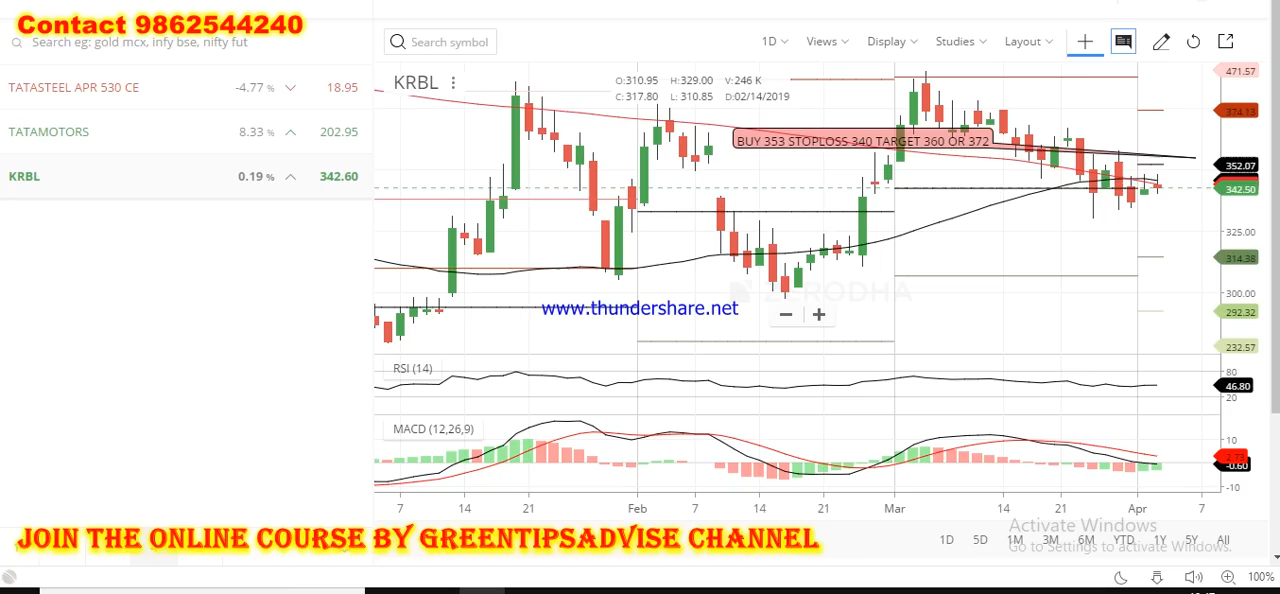 Contact 9862544240
Search eg: gold mcx, infy bse, nifty fut
TATASTEEL APR 530 CE -4.77 % 18.95
TATAMOTORS 8.33 % 202.95
KRBL 0.19 % 342.60
Search symbol 1D Views Display Studies Layout
KRBL
O:310.95 H:329.00 V:246 K
C:317.80 L:310.85 D:02/14/2019
BUY 353 STOPLOSS 340 TARGET 360 OR 372
471.57
374.13
352.07
342.50
325.00
314.38
300.00
292.32
232.57
ZERODHA
www.thundershare.net
RSI (14)
80
46.80
20
MACD (12,26,9)
10
2.73
-0.60
-10
7 14 21 Feb 7 14 21 Mar 14 21 Apr 7
JOIN THE ONLINE COURSE BY GREENTIPSADVISE CHANNEL
Activate Windows
Go to Settings to activate Windows.
1D 5D 1M 3M 6M YTD 1Y 5Y All
100%